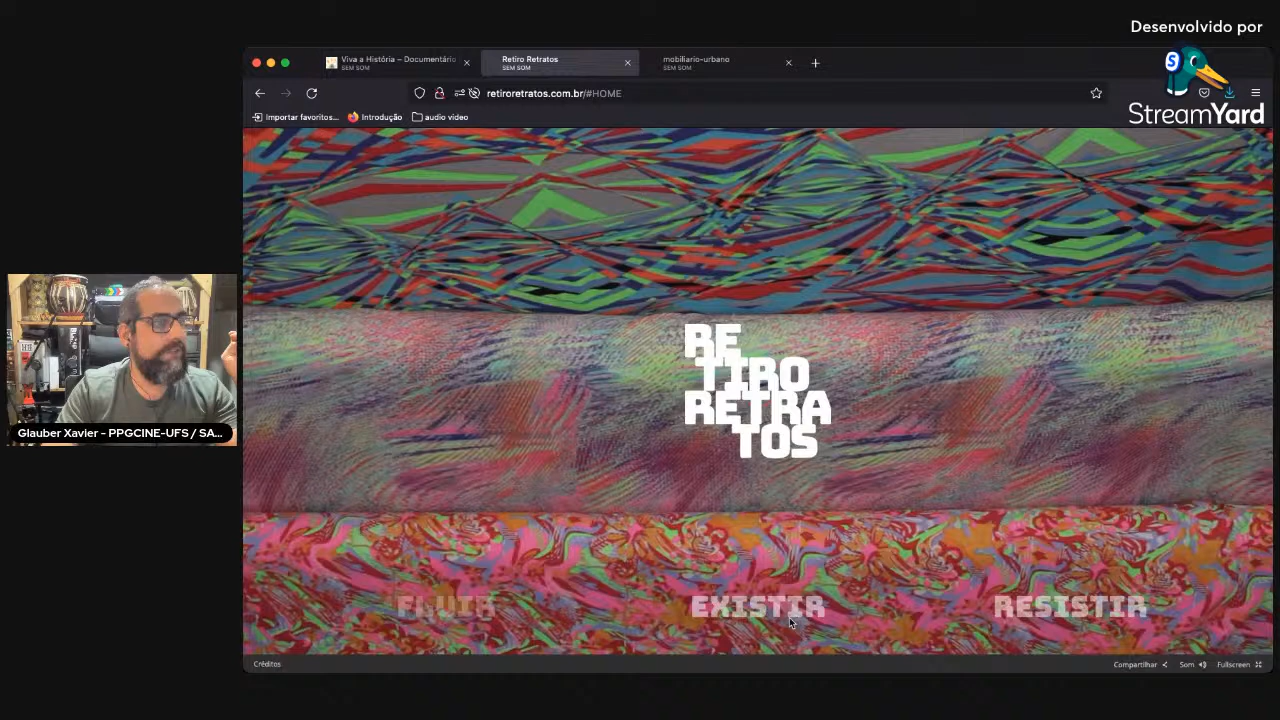 Desenvolvido por
StreamYard
Viva a História – Documentário
SEM SOM
Retiro Retratos
SEM SOM
mobiliario-urbano
SEM SOM
retiroretratos.com.br/#HOME
Importar favoritos...
Introdução
audio video
RE
TIRO
RETRA
TOS
Glauber Xavier - PPGCINE-UFS / SA...
FLUIR
EXISTIR
RESISTIR
Créditos
Compartilhar
Som
Fullscreen